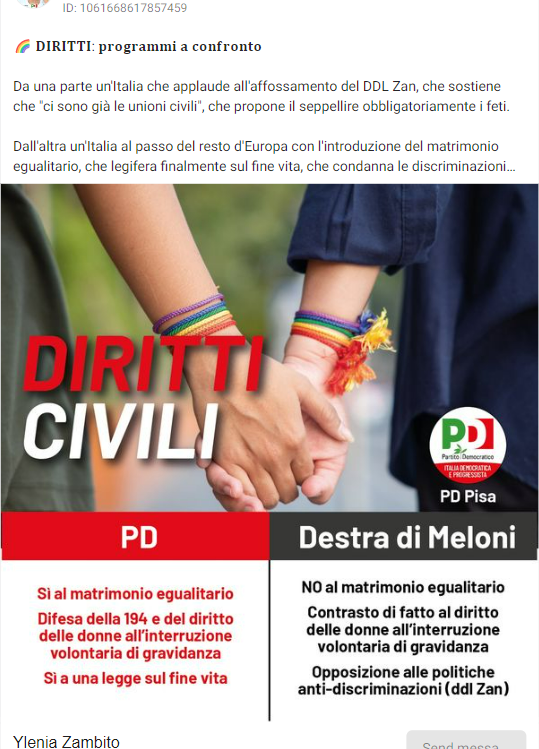 ID: 1061668617857459
🌈 DIRITTI: programmi a confronto
Da una parte un'Italia che applaude all'affossamento del DDL Zan, che sostiene
che "ci sono già le unioni civili", che propone il seppellire obbligatoriamente i feti.
Dall'altra un'Italia al passo del resto d'Europa con l'introduzione del matrimonio
egualitario, che legifera finalmente sul fine vita, che condanna le discriminazioni...
DIRITTI
CIVILI
PD
Partito Democratico
ITALIA DEMOCRATICA
E PROGRESSISTA
PD Pisa
PD
Destra di Meloni
Sì al matrimonio egualitario
Difesa della 194 e del diritto
delle donne all'interruzione
volontaria di gravidanza
Sì a una legge sul fine vita
NO al matrimonio egualitario
Contrasto di fatto al diritto
delle donne all'interruzione
volontaria di gravidanza
Opposizione alle politiche
anti-discriminazioni (ddl Zan)
Ylenia Zambito
Send messa